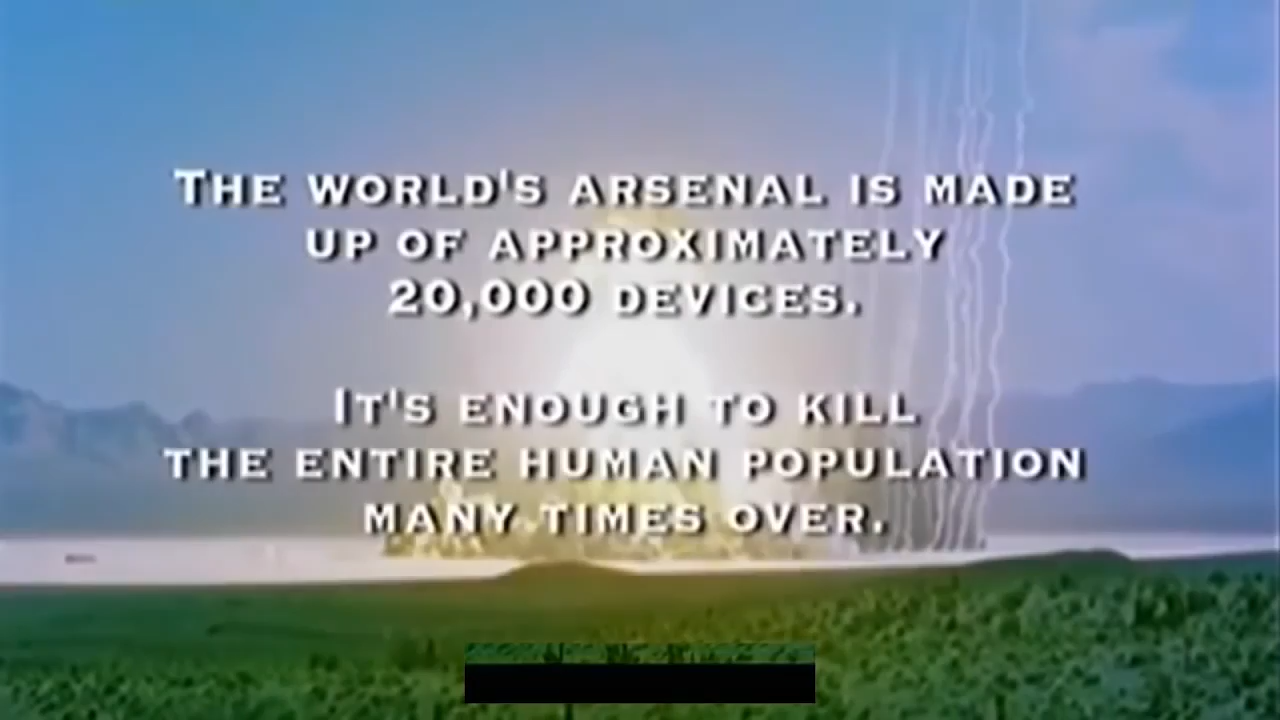 The world's arsenal is made
up of approximately
20,000 devices.
It's enough to kill
the entire human population
many times over.